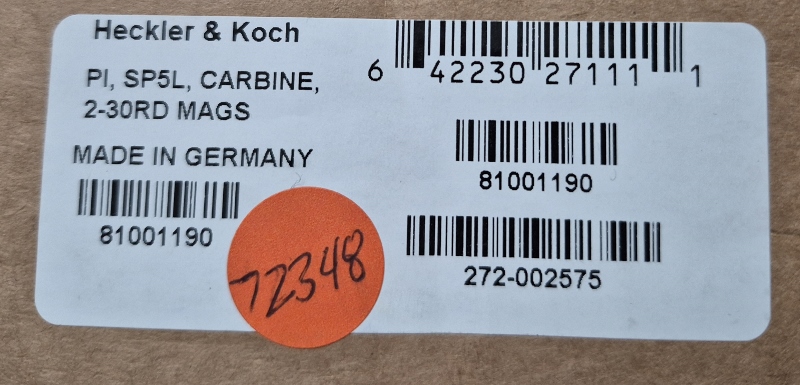 Heckler & Koch
PI, SP5L, CARBINE,
2-30RD MAGS
MADE IN GERMANY
81001190
72348
6 42230 27111 1
81001190
272-002575